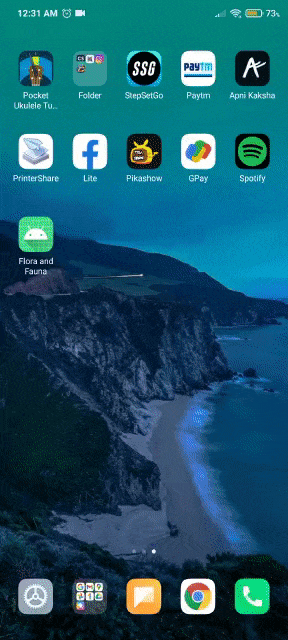 12:31 AM
73%
SSG
Paytm
Pocket
Ukulele Tu...
Folder
StepSetGo
Paytm
Apni Kaksha
PrinterShare
Lite
Pikashow
GPay
Spotify
Flora and
Fauna